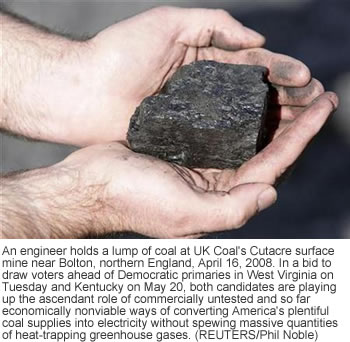 An engineer holds a lump of coal at UK Coal's Cutacre surface
mine near Bolton, northern England, April 16, 2008. In a bid to
draw voters ahead of Democratic primaries in West Virginia on
Tuesday and Kentucky on May 20, both candidates are playing
up the ascendant role of commercially untested and so far
economically nonviable ways of converting America's plentiful
coal supplies into electricity without spewing massive quantities
of heat-trapping greenhouse gases. (REUTERS/Phil Noble)